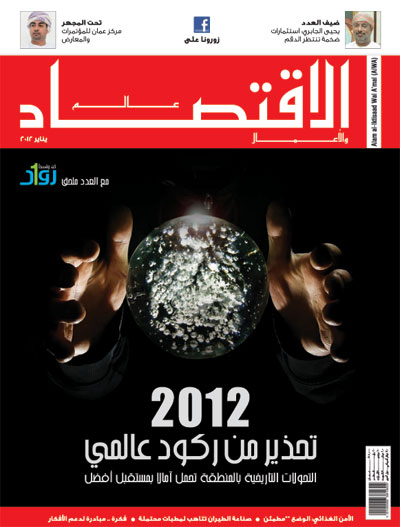 ضيف العدد
يحيى الجابري: استثمارات
ضخمة تنتظر الدقم
زورونا على
تحت المجهر
مركز عمان للمؤتمرات
والمعارض
عالم
الاقتصاد
والأعمال
يناير ٢٠١٢
Alam al-Iktisaad Wal A'mal (AIWA)
رواد
مع العدد ملحق
2012
تحذير من ركود عالمي
التحولات التاريخية بالمنطقة تحمل آمالا بمستقبل أفضل
الأمن الغذائي الوضع "مطمئن" • صناعة الطيران تتأهب لمطبات محتملة • فكرة .. مبادرة لدعم الأفكار